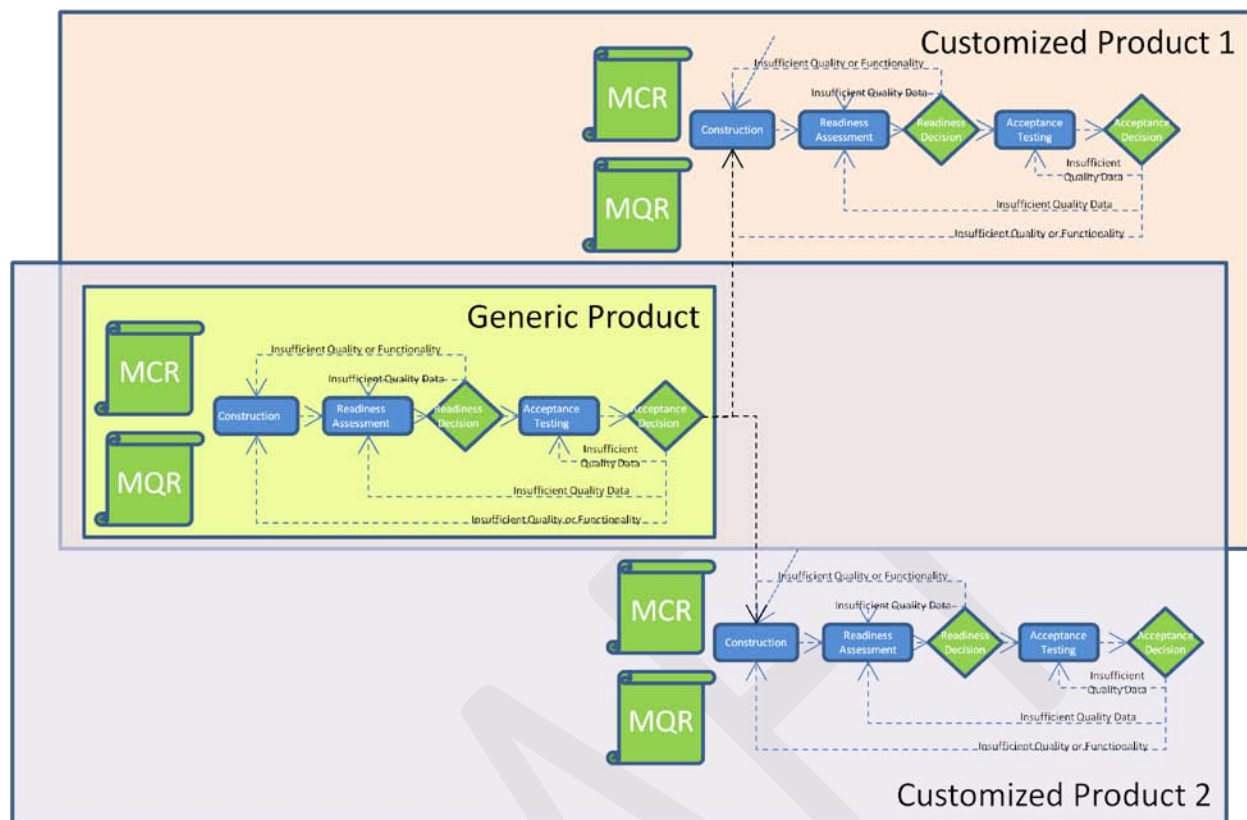 Customized Product 1
MCR
MQR
Insufficient Quality or Functionality
Insufficient Quality Data
Construction
Readiness
Assessment
Readiness
Decision
Acceptance
Testing
Acceptance
Decision
Insufficient
Quality Data
Insufficient Quality Data
Insufficient Quality or Functionality
Generic Product
MCR
MQR
Insufficient Quality or Functionality
Insufficient Quality Data
Construction
Readiness
Assessment
Readiness
Decision
Acceptance
Testing
Acceptance
Decision
Insufficient
Quality Data
Insufficient Quality Data
Insufficient Quality or Functionality
MCR
MQR
Insufficient Quality or Functionality
Insufficient Quality Data
Construction
Readiness
Assessment
Readiness
Decision
Acceptance
Testing
Acceptance
Decision
Insufficient
Quality Data
Insufficient Quality Data
Insufficient Quality or Functionality
Customized Product 2